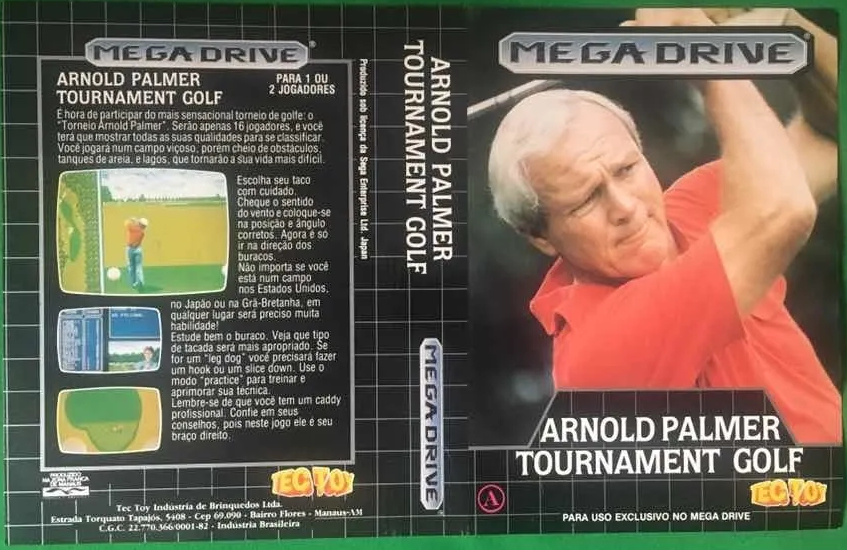 MEGA DRIVE
ARNOLD PALMER
TOURNAMENT GOLF
PARA 1 OU
2 JOGADORES
É hora de participar do mais sensacional torneio de golfe: o
"Torneio Arnold Palmer". Serão apenas 16 jogadores, e você
terá que mostrar todas as suas qualidades para se classificar.
Você jogará num campo viçoso, porém cheio de obstáculos,
tanques de areia, e lagos, que tornarão a sua vida mais difícil.
Escolha seu taco
com cuidado.
Cheque o sentido
do vento e coloque-se
na posição e ângulo
corretos. Agora é só
ir na direção dos
buracos.
Não importa se você
está num campo
nos Estados Unidos,
no Japão ou na Grã-Bretanha, em
qualquer lugar será preciso muita
habilidade!
Estude bem o buraco. Veja que tipo
de tacada será mais apropriado. Se
for um "leg dog" você precisará fazer
um hook ou um slice down. Use o
modo "practice" para treinar e
aprimorar sua técnica.
Lembre-se de que você tem um caddy
profissional. Confie em seus
conselhos, pois neste jogo ele é seu
braço direito.
PRODUZIDO
NA ZONA FRANCA
DE MANAUS
TEC TOY
Tec Toy Indústria de Brinquedos Ltda.
Estrada Torquato Tapajós, 5408 - Cep 69.090 - Bairro Flores - Manaus-AM
C.G.C. 22.770.366/0001-82 - Indústria Brasileira
Produzido sob licença da Sega Enterprise Ltd. Japan
ARNOLD PALMER
TOURNAMENT GOLF
MEGA DRIVE
MEGA DRIVE
ARNOLD PALMER
TOURNAMENT GOLF
A
TEC TOY
PARA USO EXCLUSIVO NO MEGA DRIVE